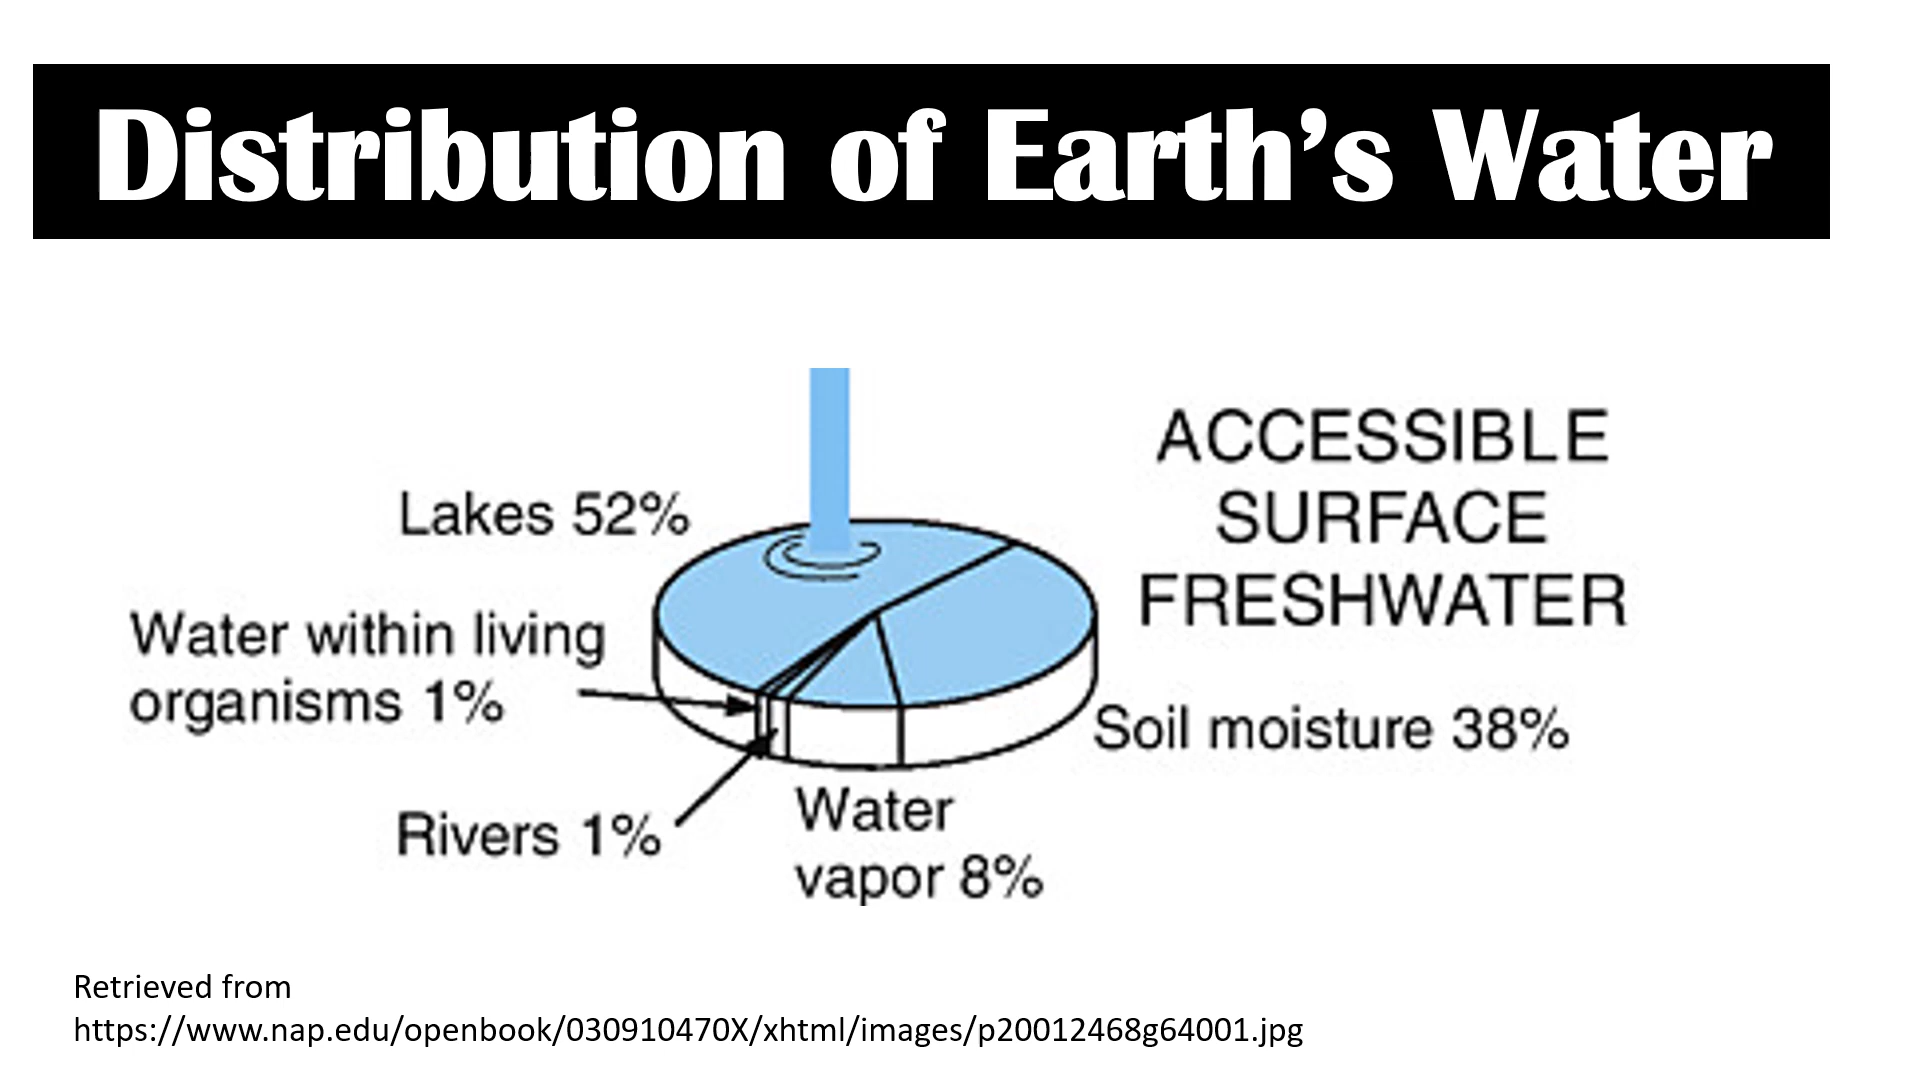 Distribution of Earth’s Water
ACCESSIBLE
SURFACE
FRESHWATER
Lakes 52%
Water within living
organisms 1%
Soil moisture 38%
Rivers 1%
Water
vapor 8%
Retrieved from
https://www.nap.edu/openbook/030910470X/xhtml/images/p20012468g64001.jpg